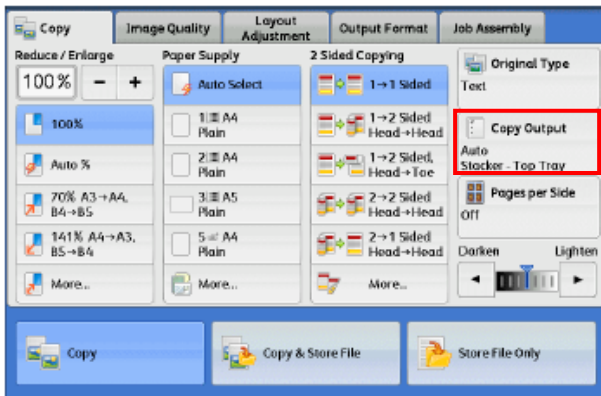 Copy
Image Quality
Layout
Adjustment
Output Format
Job Assembly
Reduce / Enlarge
100% - +
100%
Auto %
70% A3→A4,
B4→B5
141% A4→A3,
B5→B4
More...
Paper Supply
Auto Select
1 A4
Plain
2 A4
Plain
3 A5
Plain
5 A4
Plain
More...
2 Sided Copying
1→1 Sided
1→2 Sided
Head→Head
1→2 Sided,
Head→Toe
2→2 Sided
Head→Head
2→1 Sided
Head→Head
More...
Original Type
Text
Copy Output
Auto
Stacker - Top Tray
Pages per Side
Off
Darken Lighten
Copy
Copy & Store File
Store File Only